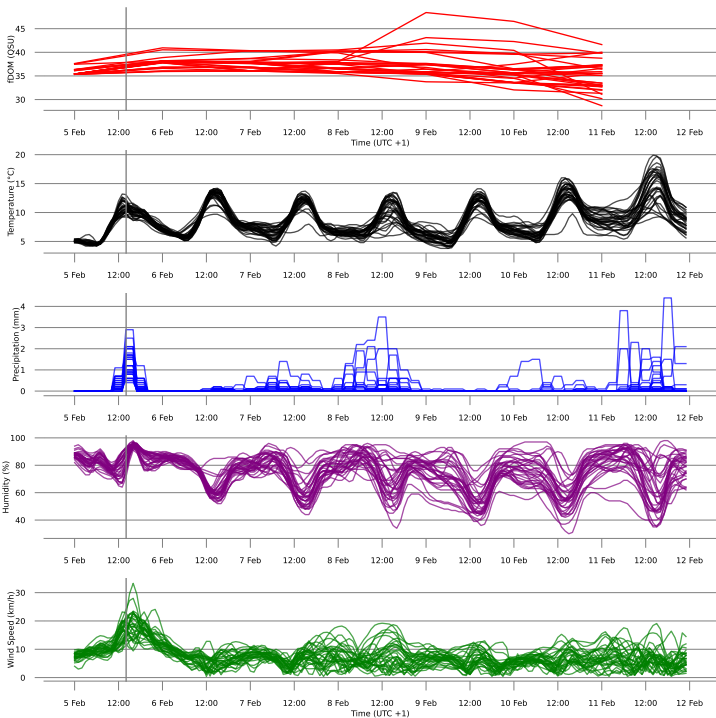 fDOM (QSU)
45
40
35
30
5 Feb 12:00 6 Feb 12:00 7 Feb 12:00 8 Feb 12:00 9 Feb 12:00 10 Feb 12:00 11 Feb 12:00 12 Feb
Time (UTC +1)
Temperature (°C)
20
15
10
5
5 Feb 12:00 6 Feb 12:00 7 Feb 12:00 8 Feb 12:00 9 Feb 12:00 10 Feb 12:00 11 Feb 12:00 12 Feb
Precipitation (mm)
4
3
2
1
0
5 Feb 12:00 6 Feb 12:00 7 Feb 12:00 8 Feb 12:00 9 Feb 12:00 10 Feb 12:00 11 Feb 12:00 12 Feb
Humidity (%)
100
80
60
40
5 Feb 12:00 6 Feb 12:00 7 Feb 12:00 8 Feb 12:00 9 Feb 12:00 10 Feb 12:00 11 Feb 12:00 12 Feb
Wind Speed (km/h)
30
20
10
0
5 Feb 12:00 6 Feb 12:00 7 Feb 12:00 8 Feb 12:00 9 Feb 12:00 10 Feb 12:00 11 Feb 12:00 12 Feb
Time (UTC +1)